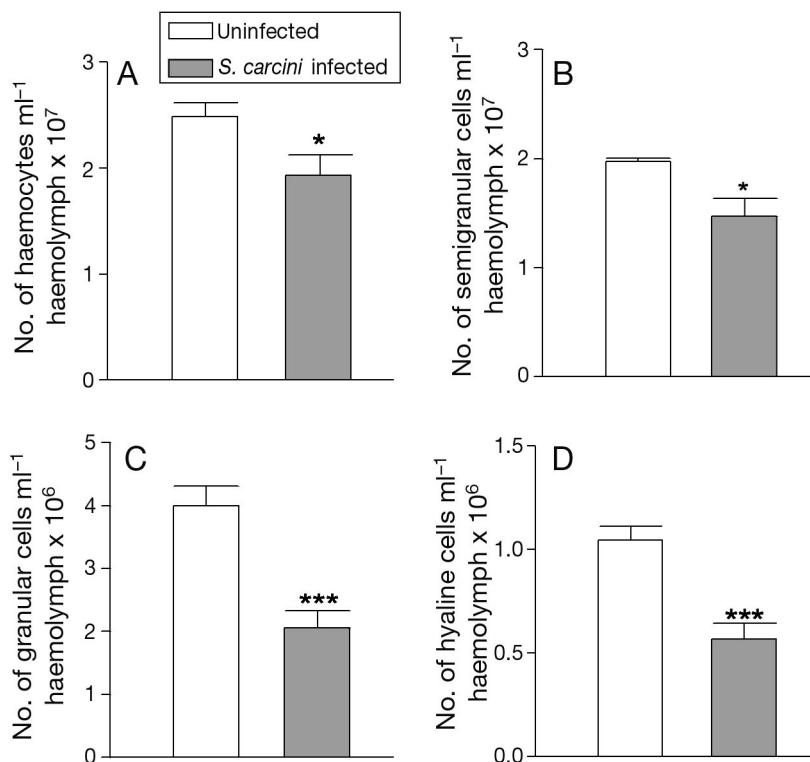 Uninfected
S. carcini infected
A
No. of haemocytes ml⁻¹
haemolymph x 10⁷
3
2
1
0
*
B
No. of semigranular cells ml⁻¹
haemolymph x 10⁷
3
2
1
0
*
C
No. of granular cells ml⁻¹
haemolymph x 10⁶
5
4
3
2
1
0
***
D
No. of hyaline cells ml⁻¹
haemolymph x 10⁶
1.5
1.0
0.5
0.0
***